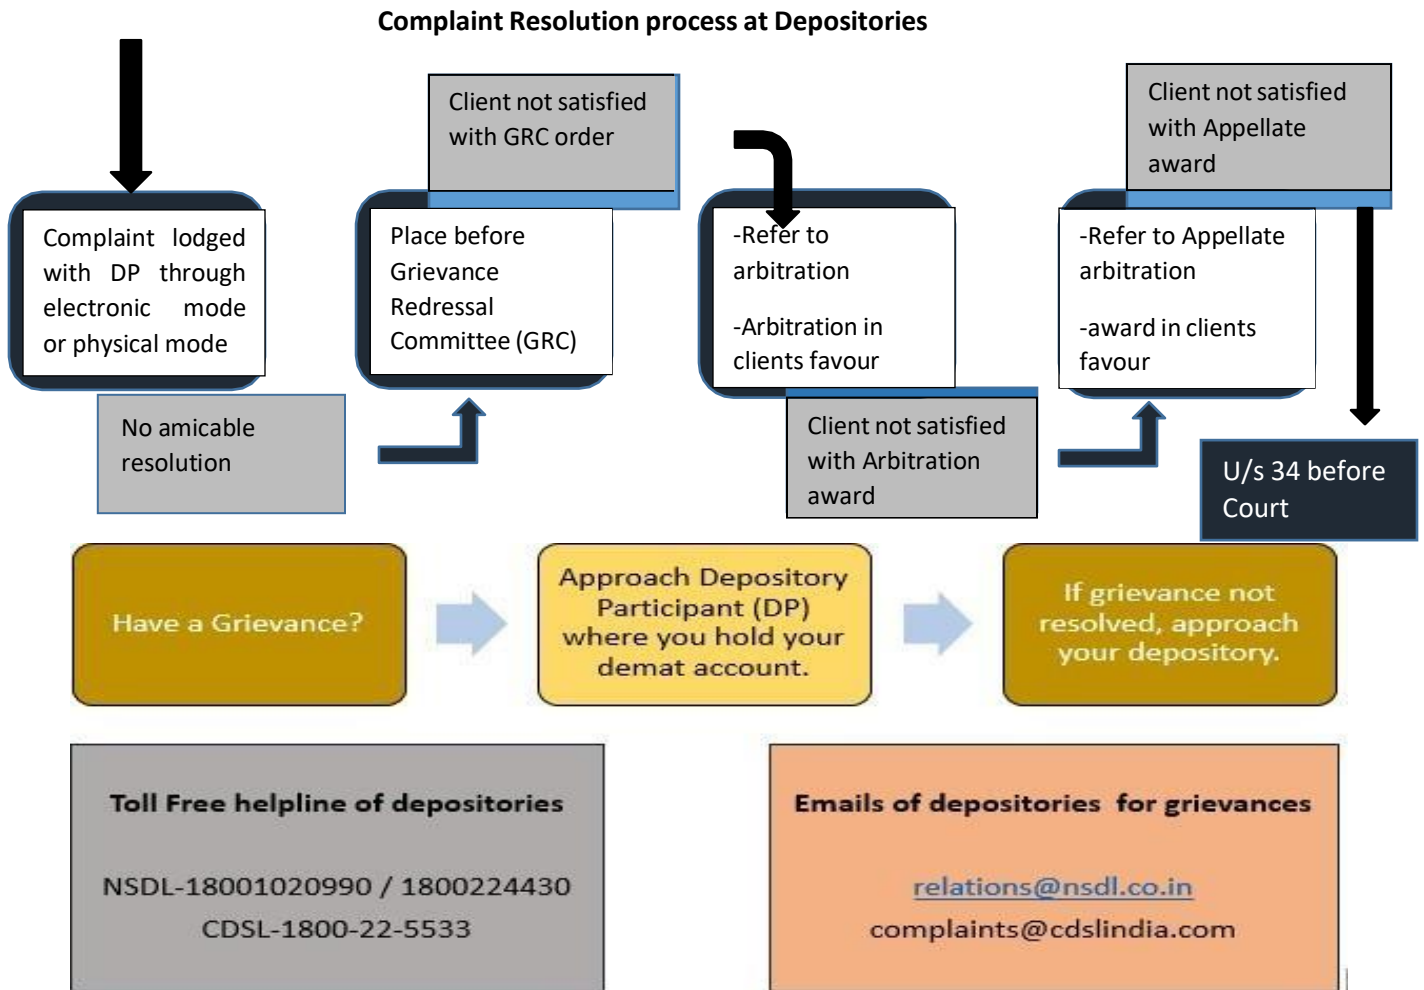 Complaint Resolution process at Depositories
Client not satisfied
with GRC order
Client not satisfied
with Appellate
award
Complaint lodged
with DP through
electronic mode
or physical mode
Place before
Grievance
Redressal
Committee (GRC)
-Refer to
arbitration
-Arbitration in
clients favour
-Refer to Appellate
arbitration
-award in clients
favour
No amicable
resolution
Client not satisfied
with Arbitration
award
U/s 34 before
Court
Have a Grievance?
Approach Depository
Participant (DP)
where you hold your
demat account.
If grievance not
resolved, approach
your depository.
Toll Free helpline of depositories
NSDL-18001020990 / 1800224430
CDSL-1800-22-5533
Emails of depositories for grievances
relations@nsdl.co.in
complaints@cdslindia.com